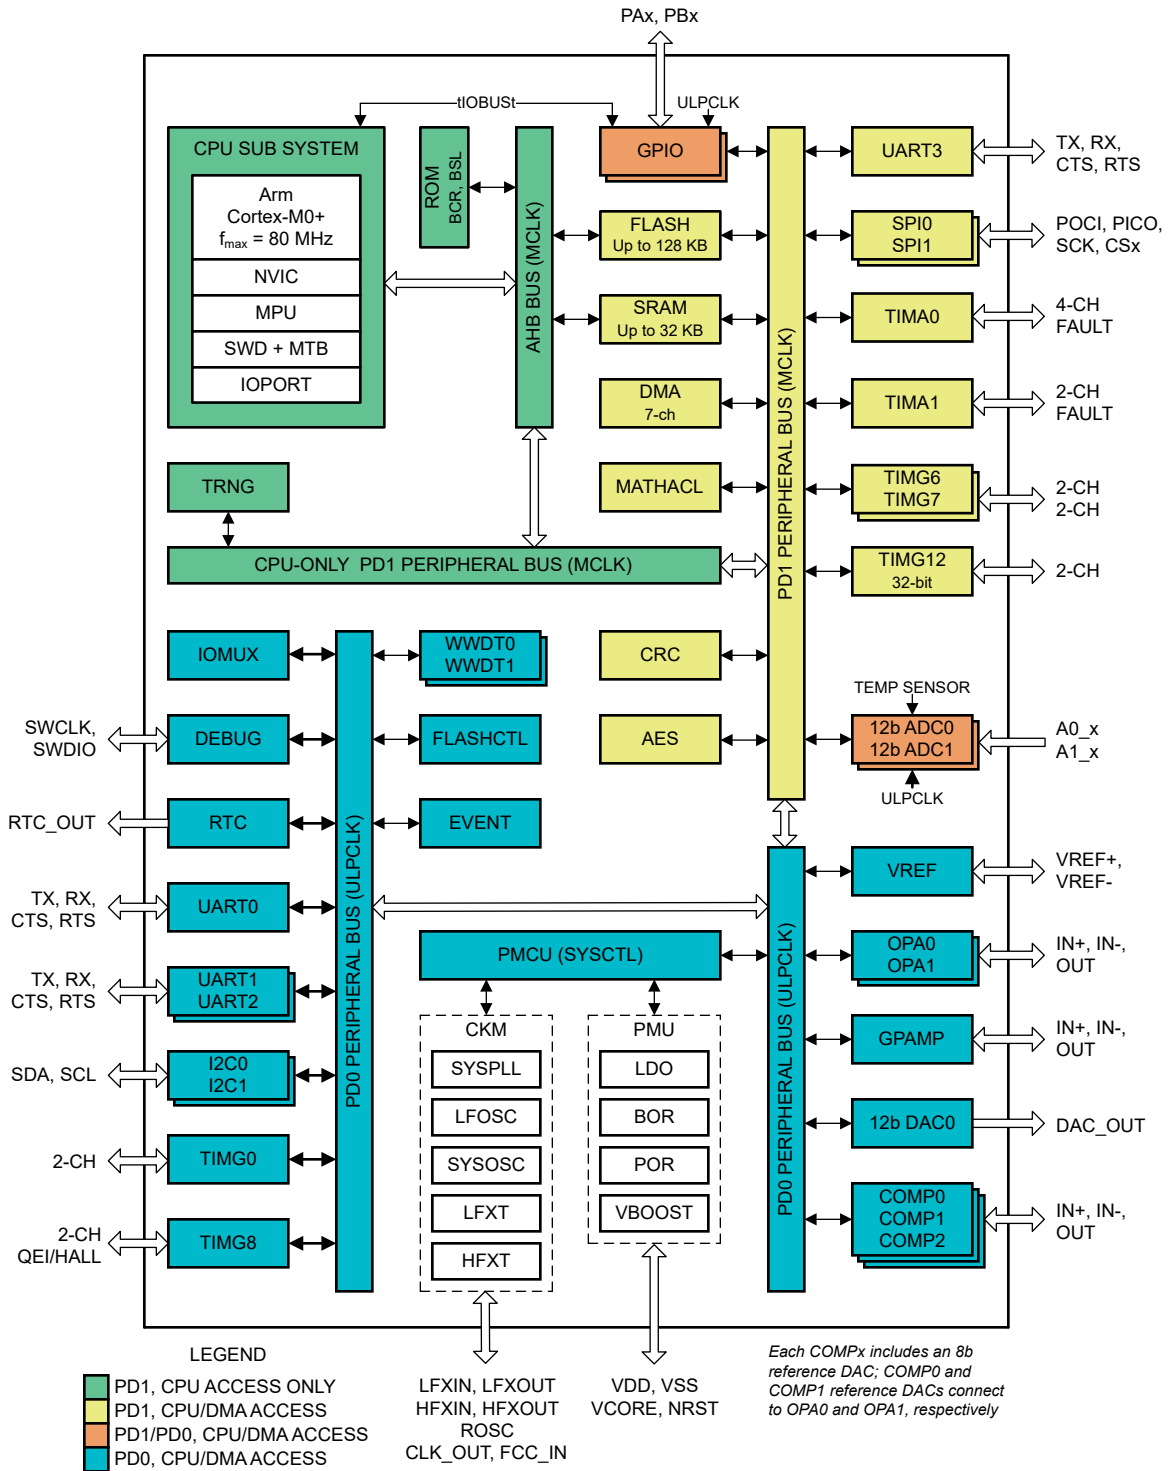 PAx, PBx
tIOBUSt
ULPCLK
CPU SUB SYSTEM
Arm
Cortex-M0+
fmax = 80 MHz
NVIC
MPU
SWD + MTB
IOPORT
ROM
BCR, BSL
AHB BUS (MCLK)
GPIO
FLASH
Up to 128 KB
SRAM
Up to 32 KB
DMA
7-ch
MATHACL
PD1 PERIPHERAL BUS (MCLK)
UART3
TX, RX,
CTS, RTS
SPI0
SPI1
POCI, PICO,
SCK, CSx
TIMA0
4-CH
FAULT
TIMA1
2-CH
FAULT
TIMG6
TIMG7
2-CH
2-CH
TIMG12
32-bit
2-CH
TRNG
CPU-ONLY PD1 PERIPHERAL BUS (MCLK)
CRC
AES
TEMP SENSOR
12b ADC0
12b ADC1
ULPCLK
A0_x
A1_x
IOMUX
WWDT0
WWDT1
SWCLK,
SWDIO
DEBUG
FLASHCTL
RTC_OUT
RTC
EVENT
PD0 PERIPHERAL BUS (ULPCLK)
TX, RX,
CTS, RTS
UART0
TX, RX,
CTS, RTS
UART1
UART2
SDA, SCL
I2C0
I2C1
2-CH
TIMG0
2-CH
QEI/HALL
TIMG8
PMCU (SYSCTL)
CKM
SYSPLL
LFOSC
SYSOSC
LFXT
HFXT
PMU
LDO
BOR
POR
VBOOST
PD0 PERIPHERAL BUS (ULPCLK)
VREF
VREF+,
VREF-
OPA0
OPA1
IN+, IN-,
OUT
GPAMP
IN+, IN-,
OUT
12b DAC0
DAC_OUT
COMP0
COMP1
COMP2
IN+, IN-,
OUT
LEGEND
PD1, CPU ACCESS ONLY
PD1, CPU/DMA ACCESS
PD1/PD0, CPU/DMA ACCESS
PD0, CPU/DMA ACCESS
LFXIN, LFXOUT
HFXIN, HFXOUT
ROSC
CLK_OUT, FCC_IN
VDD, VSS
VCORE, NRST
Each COMPx includes an 8b
reference DAC; COMP0 and
COMP1 reference DACs connect
to OPA0 and OPA1, respectively